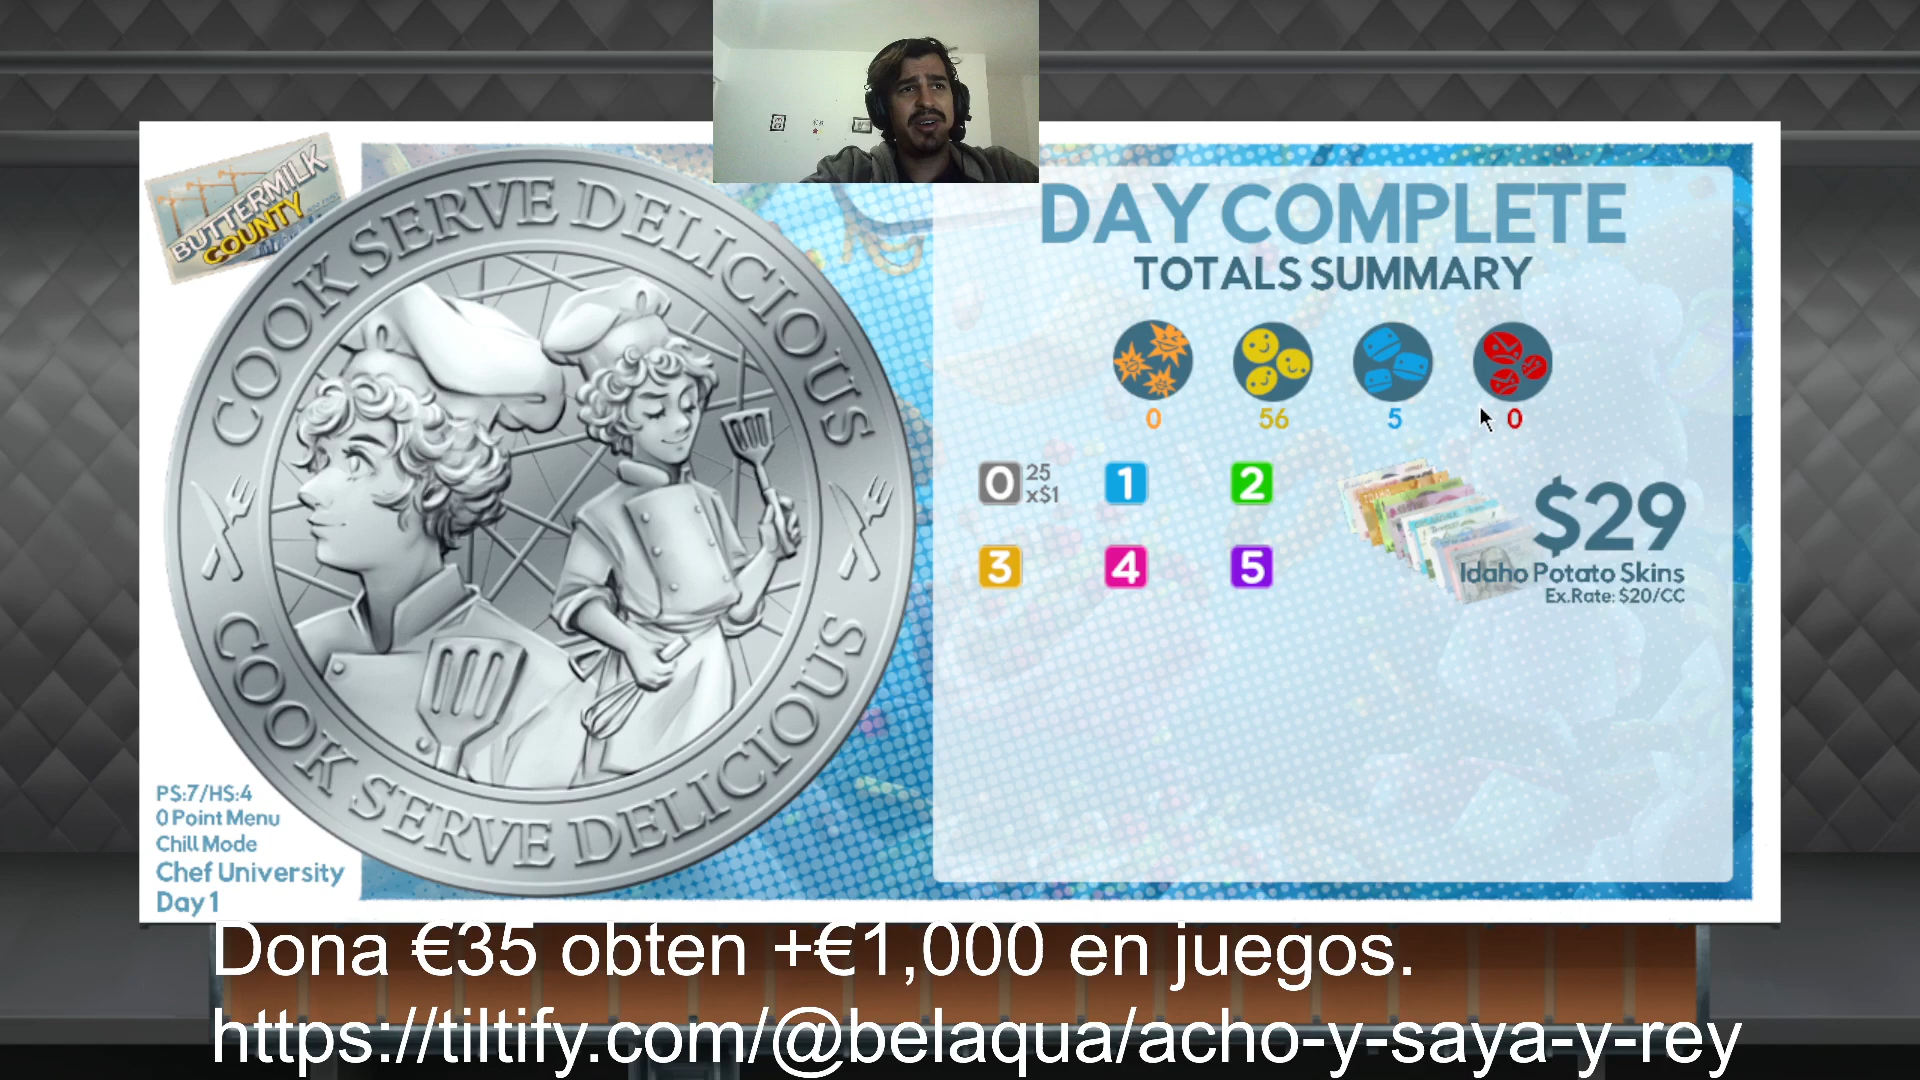 BUTTERMILK
COUNTY
COOK SERVE DELICIOUS
COOK SERVE DELICIOUS
DAY COMPLETE
TOTALS SUMMARY
0 56 5 0
0 25 x$1 1 2
3 4 5
$29
Idaho Potato Skins
Ex.Rate: $20/CC
PS:7/HS:4
0 Point Menu
Chill Mode
Chef University
Day 1
Dona €35 obten +€1,000 en juegos.
https://tiltify.com/@belaqua/acho-y-saya-y-rey